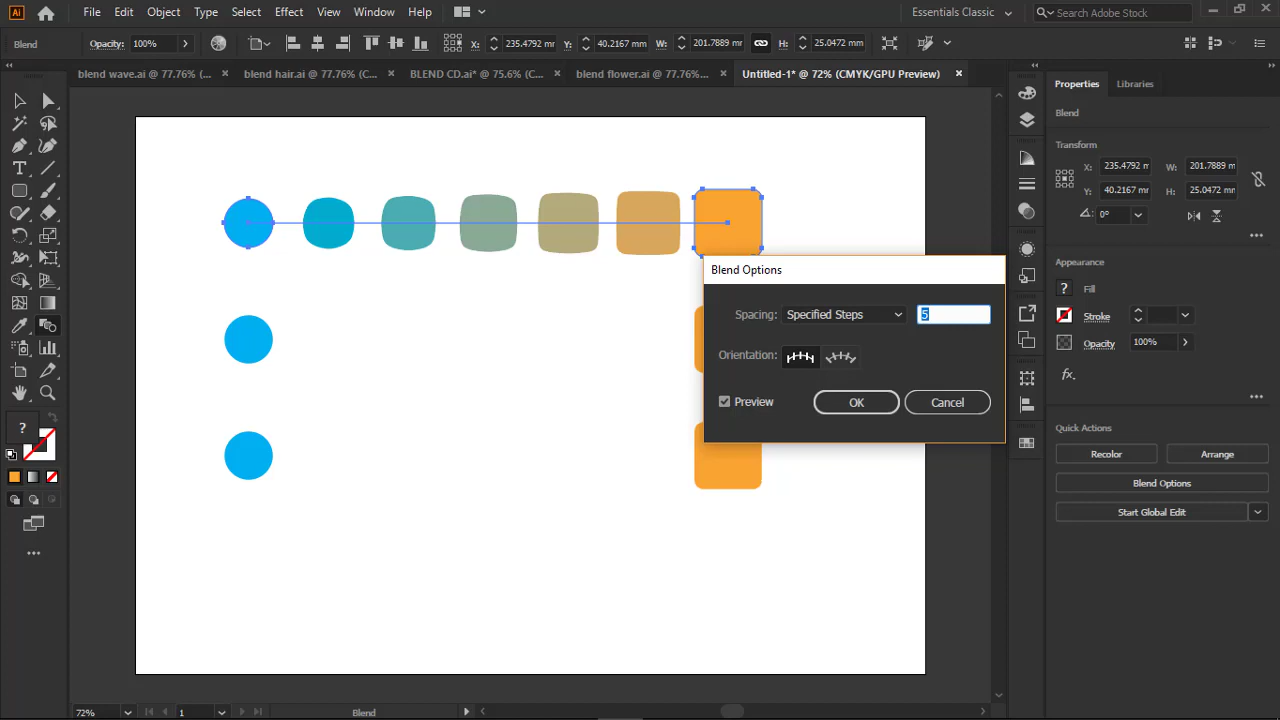 Ai File Edit Object Type Select Effect View Window Help Essentials Classic Search Adobe Stock
Blend Opacity: 100% X: 235.4792 mm Y: 40.2167 mm W: 201.7889 mm H: 25.0472 mm
blend wave.ai @ 77.76% (... blend hair.ai @ 77.76% (C... BLEND CD.ai* @ 75.6% (C... blend flower.ai @ 77.76%... Untitled-1* @ 72% (CMYK/GPU Preview)
Properties Libraries
Blend
Transform
X: 235.4792 m W: 201.7889 m
Y: 40.2167 mr H: 25.0472 mr
0°
Appearance
? Fill
Stroke
Opacity 100%
fx.
Quick Actions
Recolor Arrange
Blend Options
Start Global Edit
Blend Options
Spacing: Specified Steps 5
Orientation:
Preview OK Cancel
T
?
72% 1 Blend